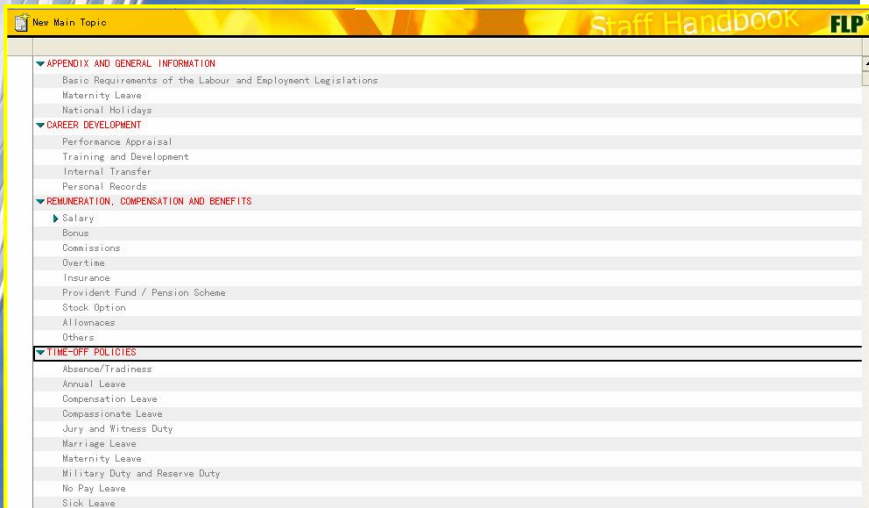 New Main Topic
Staff Handbook
FLP
APPENDIX AND GENERAL INFORMATION
Basic Requirements of the Labour and Employment Legislations
Maternity Leave
National Holidays
CAREER DEVELOPMENT
Performance Appraisal
Training and Development
Internal Transfer
Personal Records
REMUNERATION, COMPENSATION AND BENEFITS
Salary
Bonus
Commissions
Overtime
Insurance
Provident Fund / Pension Scheme
Stock Option
Allownaces
Others
TIME-OFF POLICIES
Absence/Tradiness
Annual Leave
Compensation Leave
Compassionate Leave
Jury and Witness Duty
Marriage Leave
Maternity Leave
Military Duty and Reserve Duty
No Pay Leave
Sick Leave